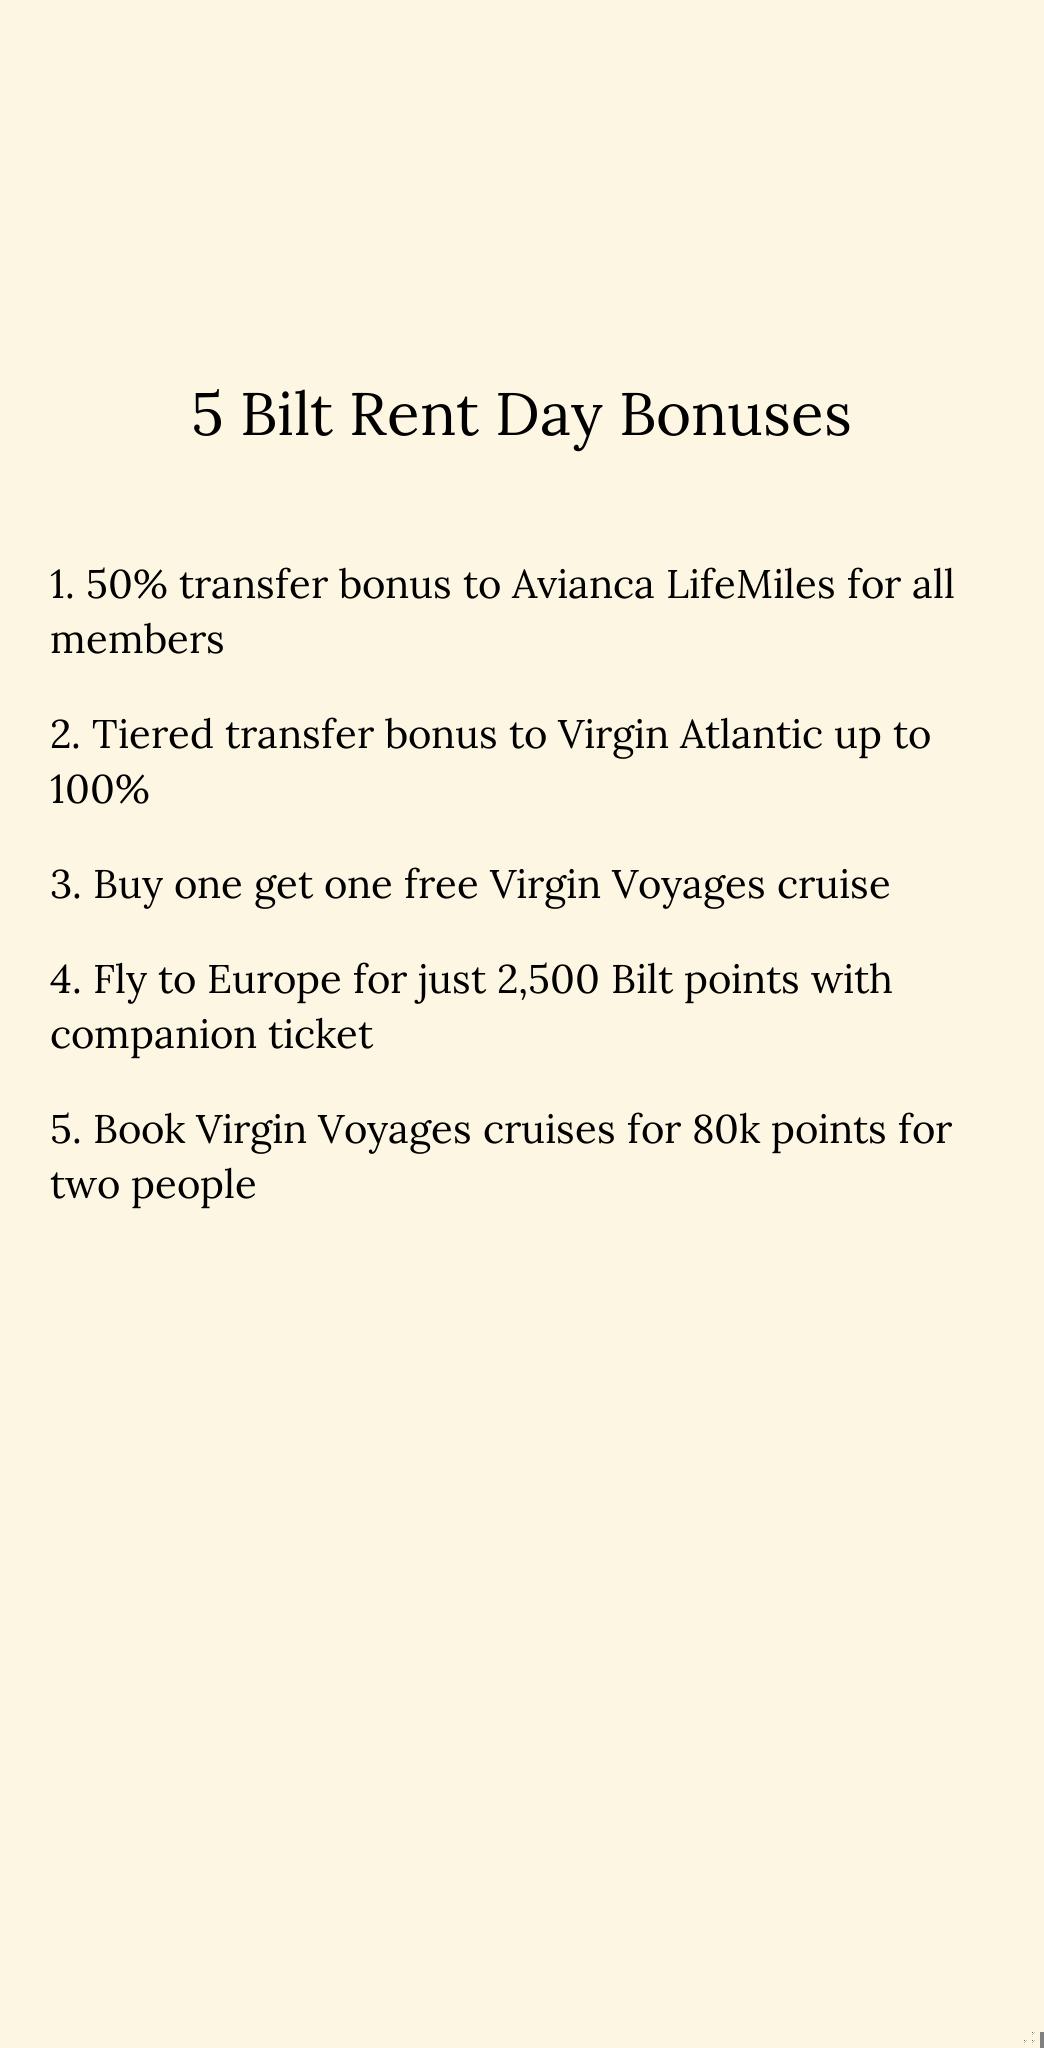 5 Bilt Rent Day Bonuses
1. 50% transfer bonus to Avianca LifeMiles for all
members
2. Tiered transfer bonus to Virgin Atlantic up to
100%
3. Buy one get one free Virgin Voyages cruise
4. Fly to Europe for just 2,500 Bilt points with
companion ticket
5. Book Virgin Voyages cruises for 80k points for
two people